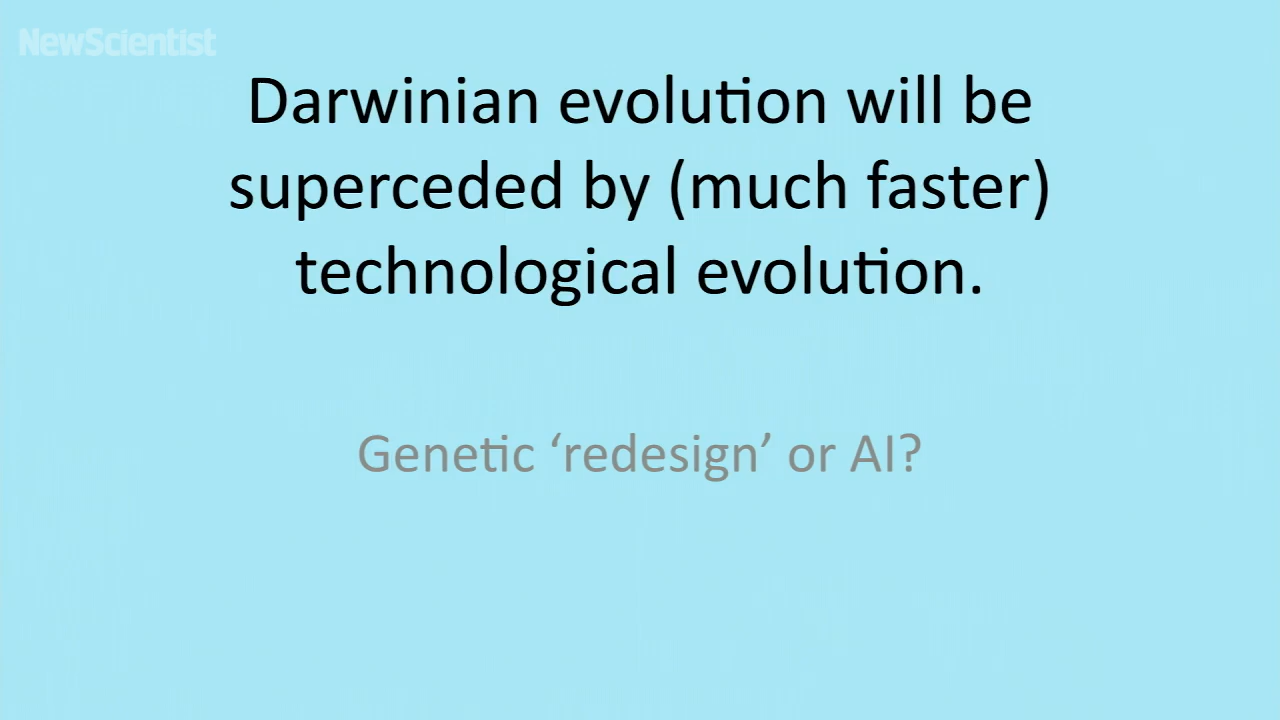 NewScientist
Darwinian evolution will be
superceded by (much faster)
technological evolution.
Genetic ‘redesign’ or AI?